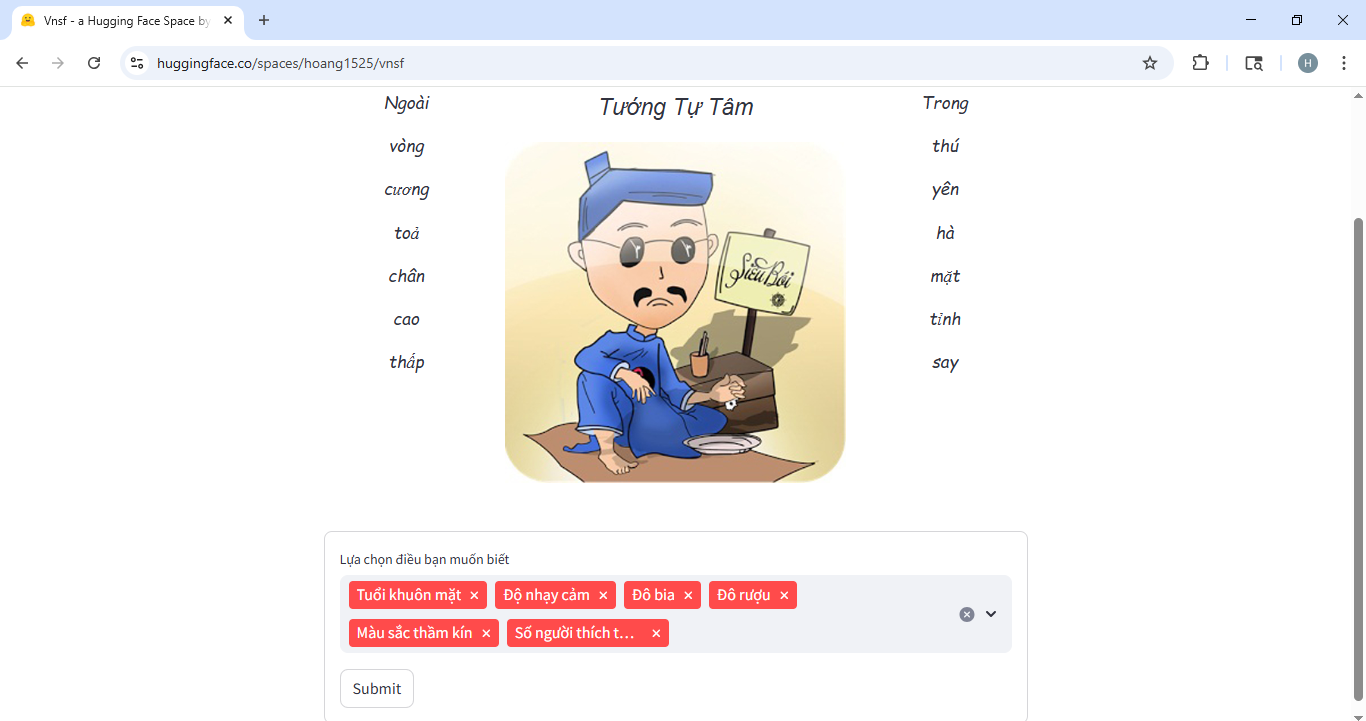 Vnsf - a Hugging Face Space by
huggingface.co/spaces/hoang1525/vnsf
H
Tướng Tự Tâm
Ngoài
vòng
cương
toả
chân
cao
thấp
Siêu Bói
Trong
thú
yên
hà
mặt
tỉnh
say
Lựa chọn điều bạn muốn biết
Tuổi khuôn mặt × Độ nhạy cảm × Đô bia × Đô rượu ×
Màu sắc thầm kín × Số người thích t... ×
Submit